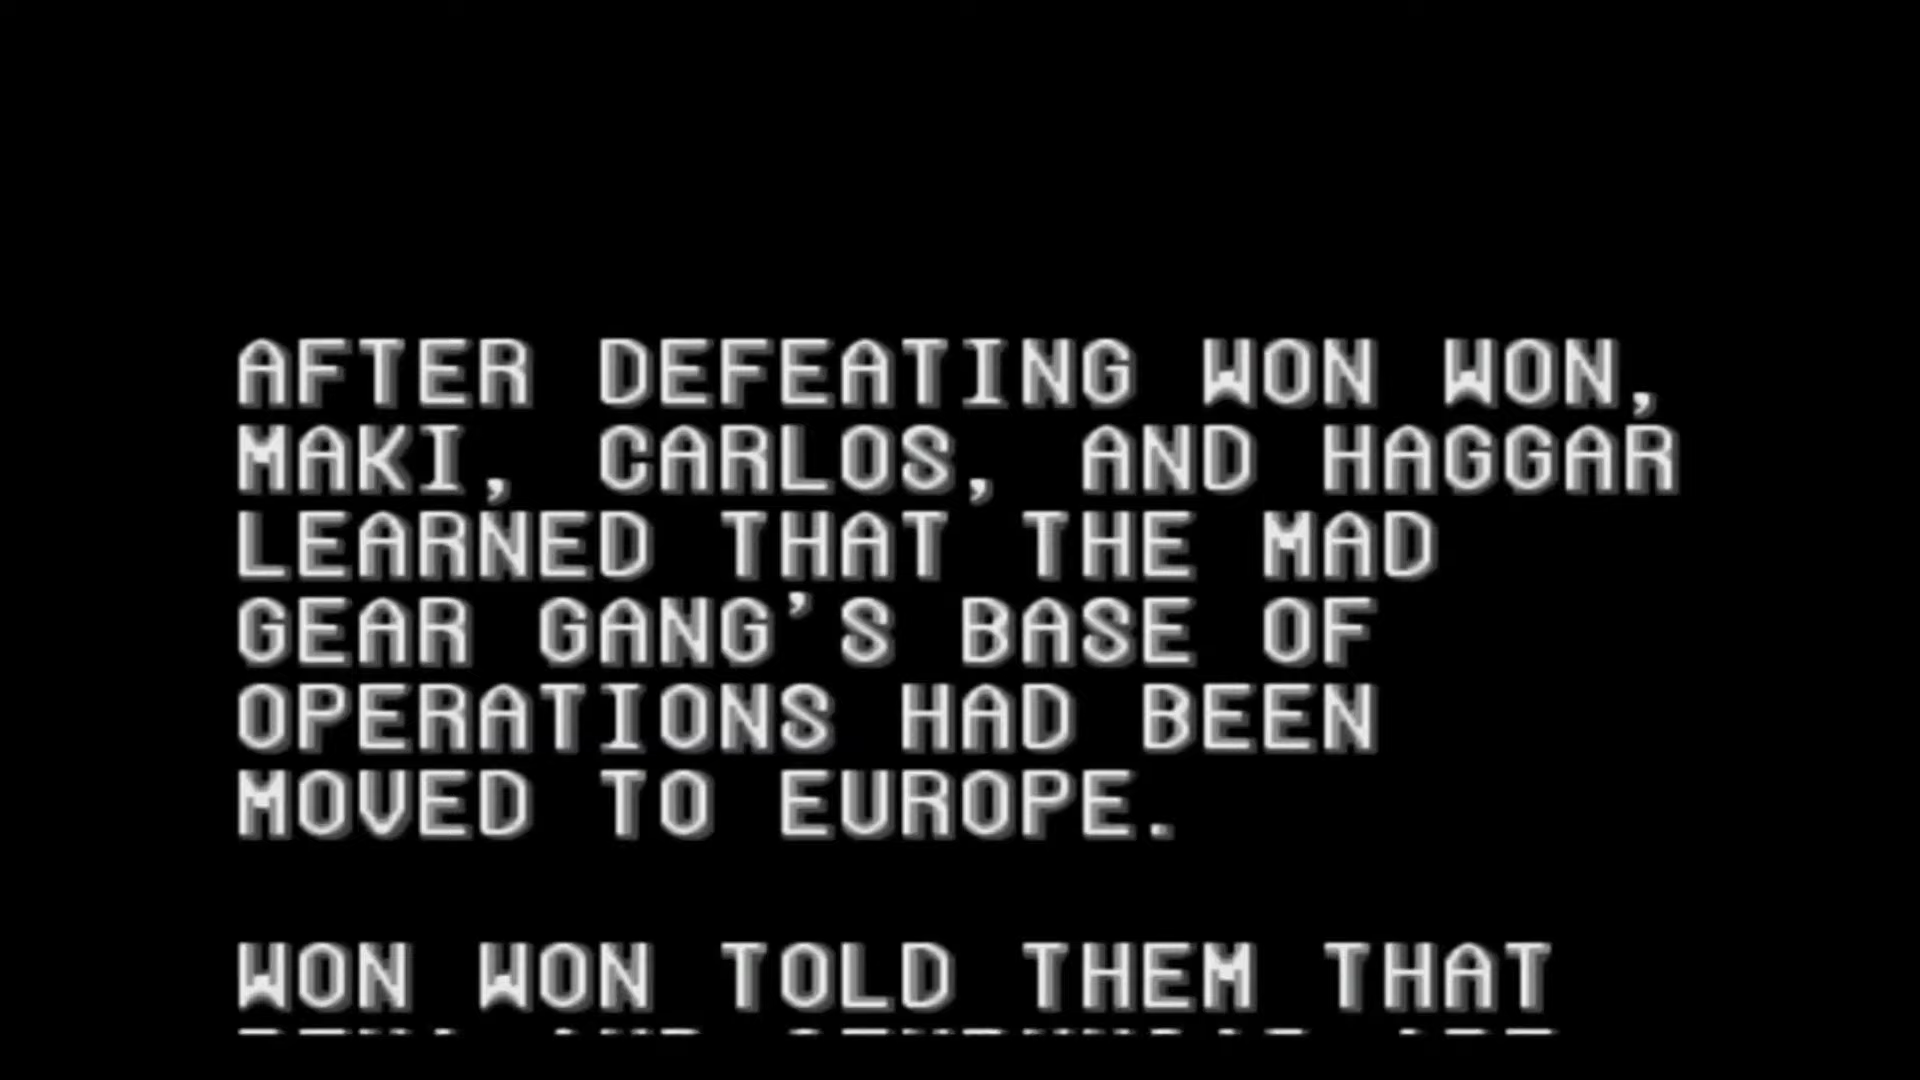 AFTER DEFEATING WON WON,
MAKI, CARLOS, AND HAGGAR
LEARNED THAT THE MAD
GEAR GANG'S BASE OF
OPERATIONS HAD BEEN
MOVED TO EUROPE.
WON WON TOLD THEM THAT